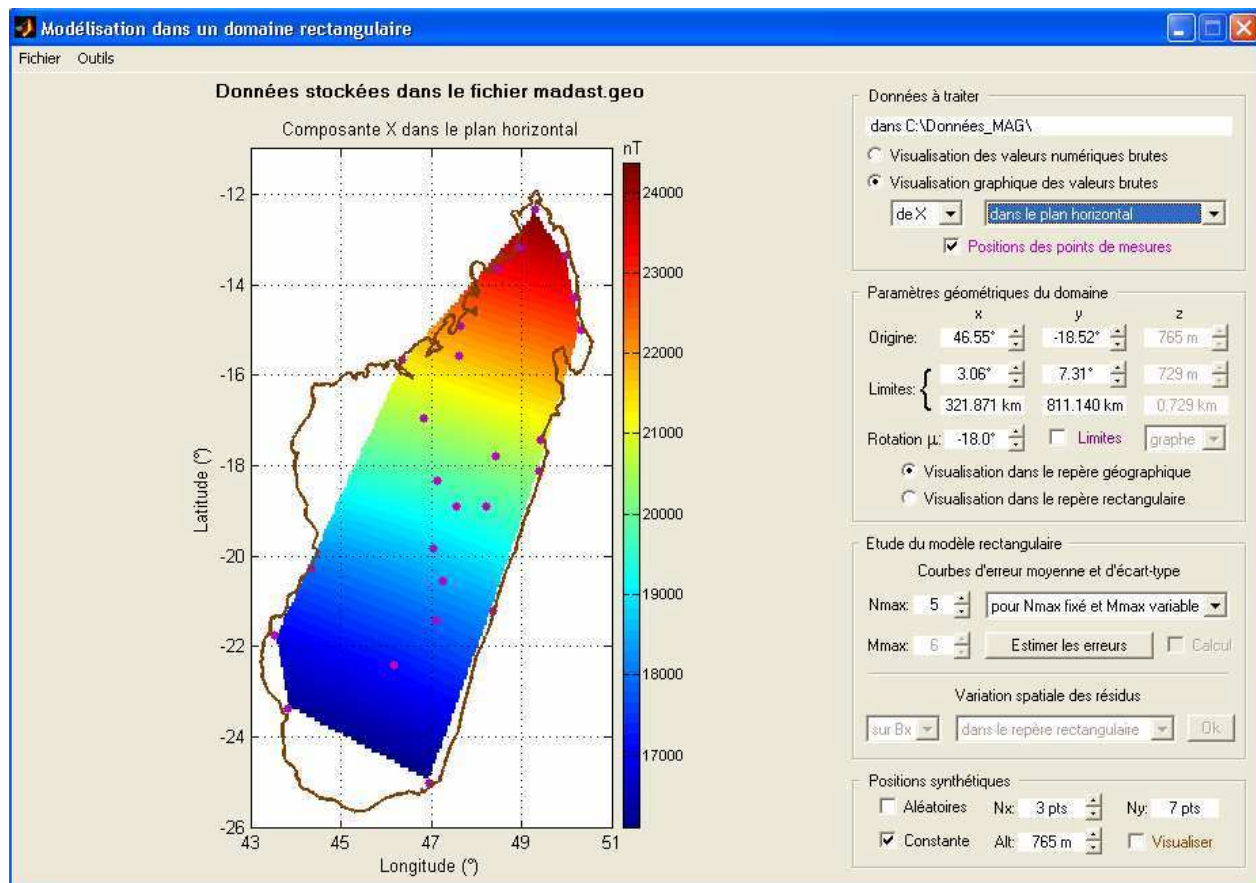 Modélisation dans un domaine rectangulaire
Fichier Outils
Données stockées dans le fichier madast.geo
Composante X dans le plan horizontal
nT
-12
-14
-16
-18
-20
-22
-24
-26
43 45 47 49 51
Latitude (°)
Longitude (°)
24000
23000
22000
21000
20000
19000
18000
17000
Données à traiter
dans C:\Données_MAG\
Visualisation des valeurs numériques brutes
Visualisation graphique des valeurs brutes
de X dans le plan horizontal
Positions des points de mesures
Paramètres géométriques du domaine
x y z
Origine: 46.55° -18.52° 765 m
Limites: { 3.06° 7.31° 729 m
321.871 km 811.140 km 0.729 km
Rotation µ: -18.0° Limites graphe
Visualisation dans le repère géographique
Visualisation dans le repère rectangulaire
Etude du modèle rectangulaire
Courbes d'erreur moyenne et d'écart-type
Nmax: 5 pour Nmax fixé et Mmax variable
Mmax: 6 Estimer les erreurs Calcul
Variation spatiale des résidus
sur Bx dans le repère rectangulaire Ok
Positions synthétiques
Aléatoires Nx: 3 pts Ny: 7 pts
Constante Alt: 765 m Visualiser